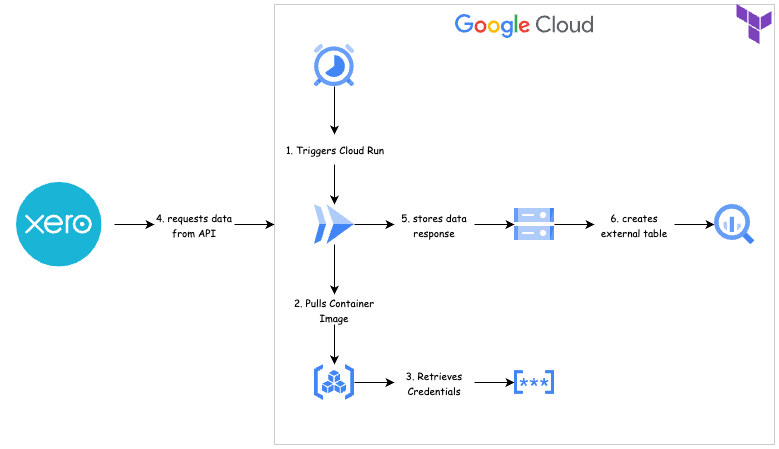 Google Cloud
1. Triggers Cloud Run
xero
4. requests data
from API
5. stores data
response
6. creates
external table
2. Pulls Container
Image
3. Retrieves
Credentials
[***]